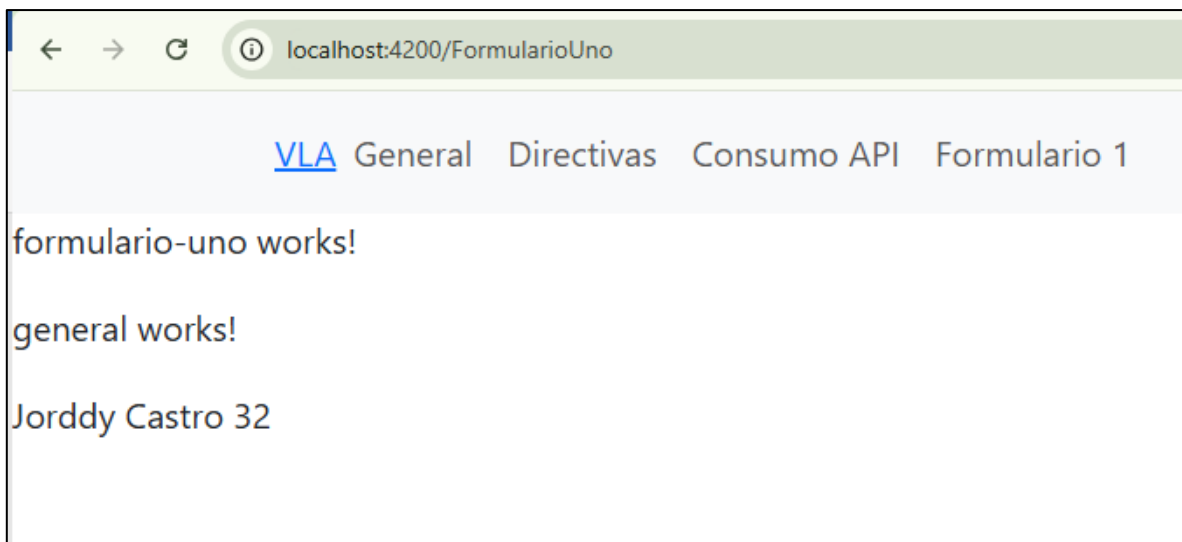 localhost:4200/FormularioUno
VLA General Directivas Consumo API Formulario 1
formulario-uno works!
general works!
Jorddy Castro 32